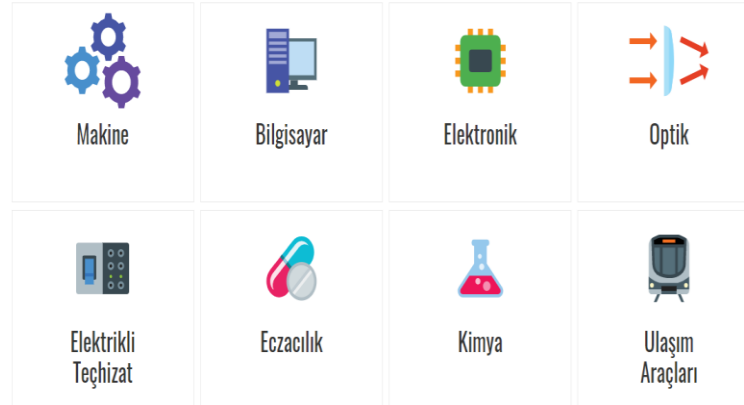 Makine
Bilgisayar
Elektronik
Optik
Elektrikli
Teçhizat
Eczacılık
Kimya
Ulaşım
Araçları